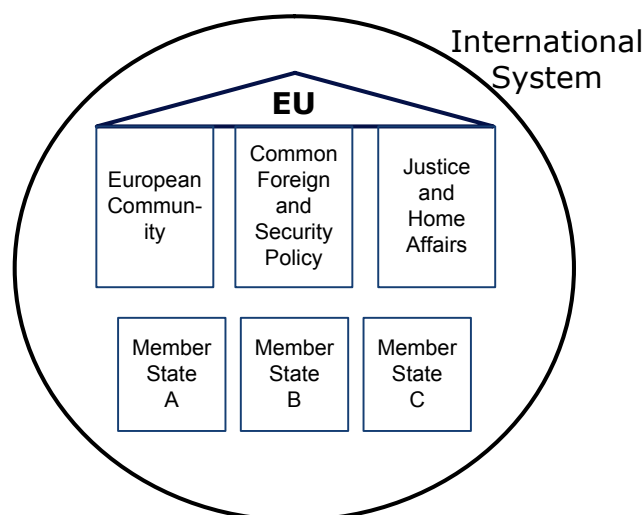 International
System
EU
European
Commun-
ity
Common
Foreign
and
Security
Policy
Justice
and
Home
Affairs
Member
State
A
Member
State
B
Member
State
C